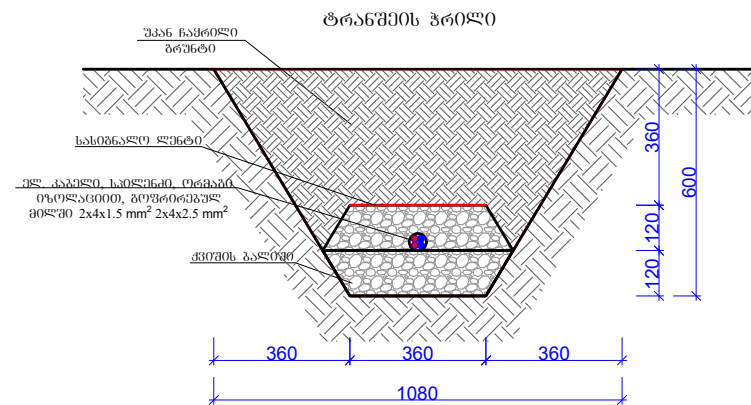 ტრანშეის ჭრილი
უკან ჩაყრილი
გრუნტი
სასიგნალო ლენტი
ელ. კაბელი, სპილენძი, ორმაგი
იზოლაციით, გოფრირებულ
მილში 2x4x1.5 mm² 2x4x2.5 mm²
ქვიშის ბალიში
360
600
120
120
360
360
360
1080